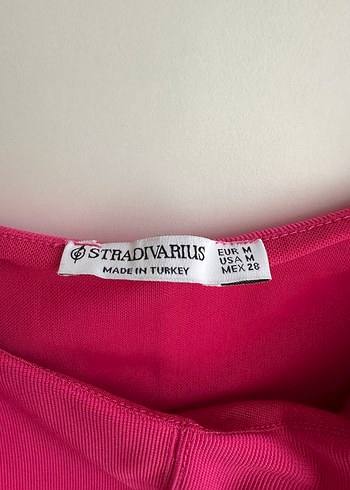 STRADIVARIUS
MADE IN TURKEY
EUR M
USA M
MEX 28